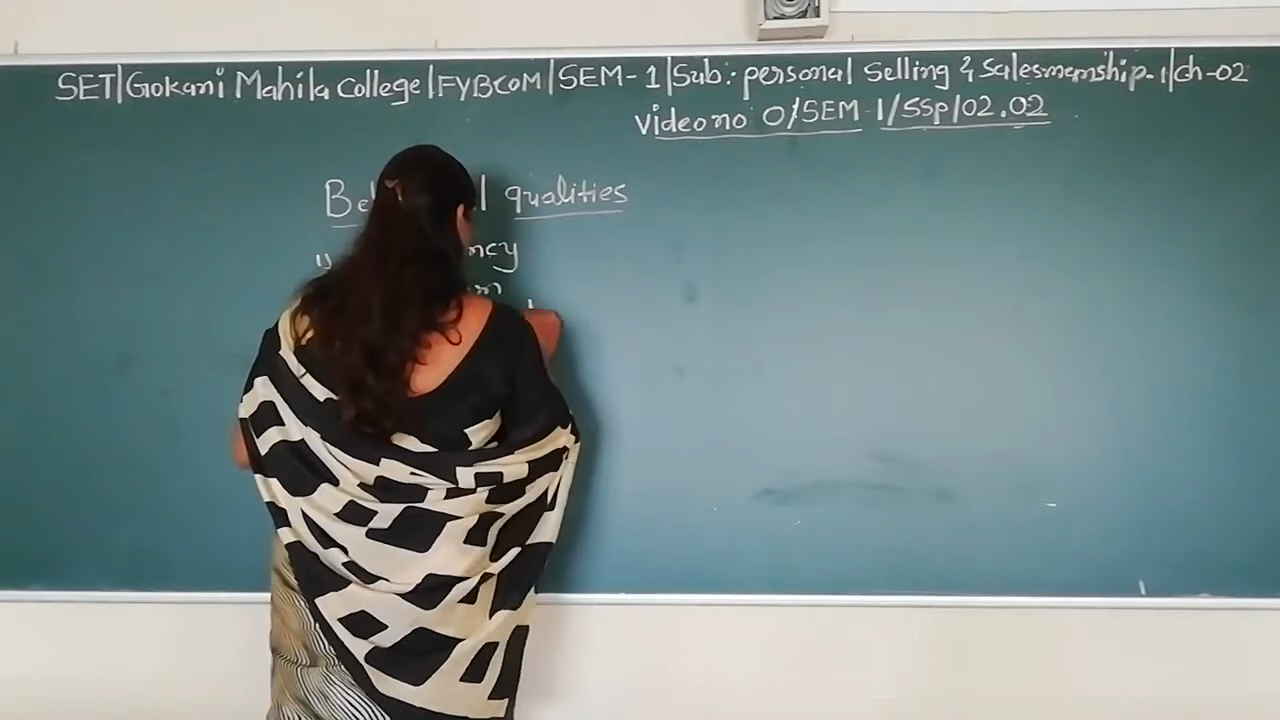 SET|Gokani Mahila College|FYBCOM|SEM-1|Sub: personal Selling & Salesmanship-1|ch-02
video no O/SEM-1/SSp/02.02
qualities